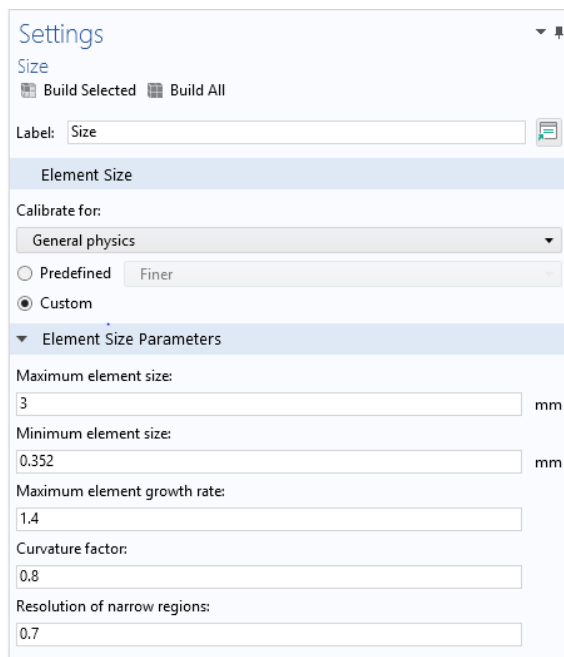 Settings
Size
Build Selected Build All
Label: Size
Element Size
Calibrate for:
General physics
Predefined Finer
Custom
Element Size Parameters
Maximum element size:
3 mm
Minimum element size:
0.352 mm
Maximum element growth rate:
1.4
Curvature factor:
0.8
Resolution of narrow regions:
0.7